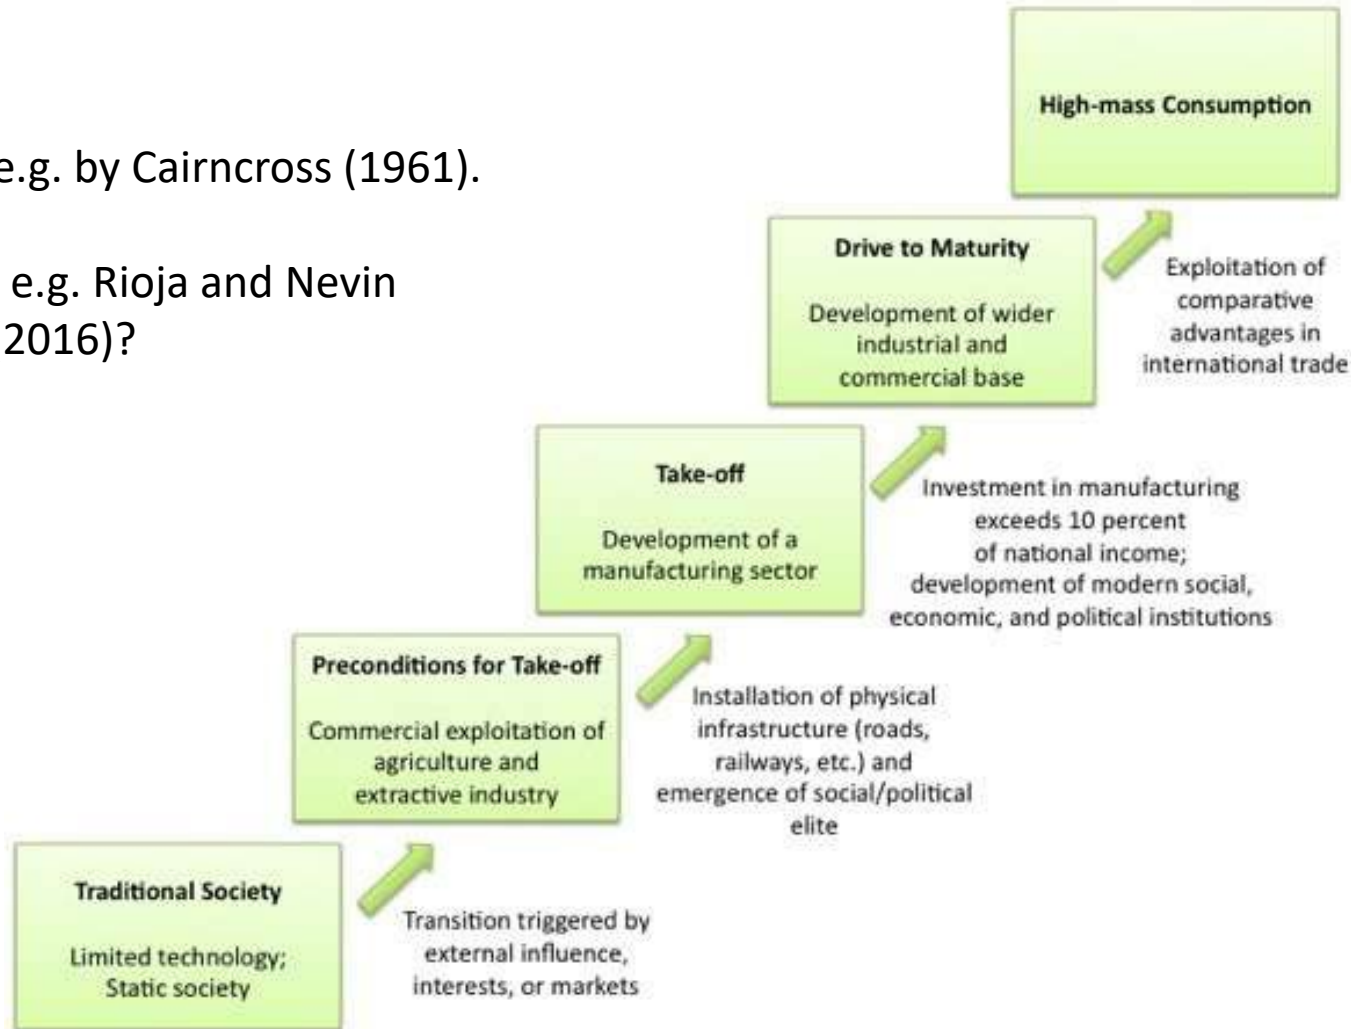 e.g. by Cairncross (1961).
e.g. Rioja and Nevin
2016)?
High-mass Consumption
Drive to Maturity
Development of wider
industrial and
commercial base
Exploitation of
comparative
advantages in
international trade
Take-off
Development of a
manufacturing sector
Investment in manufacturing
exceeds 10 percent
of national income;
development of modern social,
economic, and political institutions
Preconditions for Take-off
Commercial exploitation of
agriculture and
extractive industry
Installation of physical
infrastructure (roads,
railways, etc.) and
emergence of social/political
elite
Traditional Society
Limited technology;
Static society
Transition triggered by
external influence,
interests, or markets